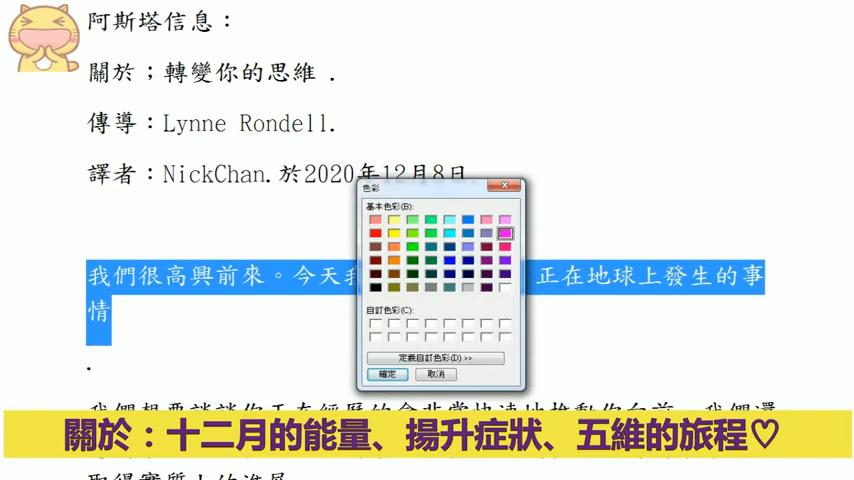 阿斯塔信息：
關於；轉變你的思維．
傳導：Lynne Rondell.
譯者：NickChan.於2020年12月8日.
色彩
基本色彩(B):
我們很高興前來。今天我 正在地球上發生的事
情
自訂色彩(C):
.
定義自訂色彩(D) >>
確定 取消
關於：十二月的能量、揚升症狀、五維的旅程♡